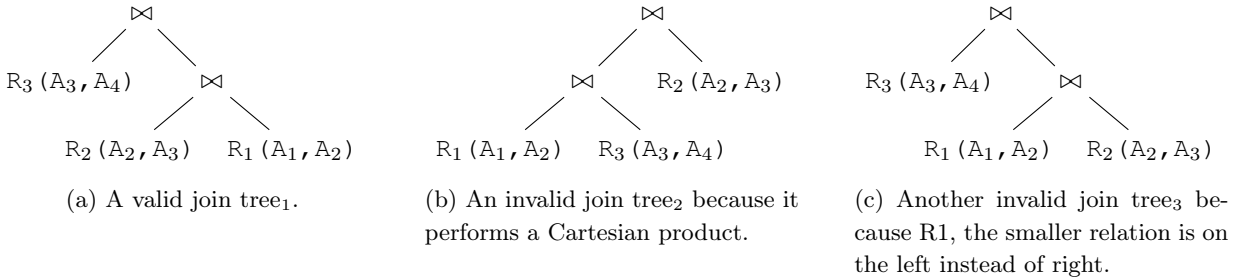 ⋈ ⋈ ⋈
R₃(A₃,A₄) ⋈ ⋈ R₂(A₂,A₃) R₃(A₃,A₄) ⋈
R₂(A₂,A₃) R₁(A₁,A₂) R₁(A₁,A₂) R₃(A₃,A₄) R₁(A₁,A₂) R₂(A₂,A₃)
(a) A valid join tree₁.
(b) An invalid join tree₂ because it
performs a Cartesian product.
(c) Another invalid join tree₃ be-
cause R1, the smaller relation is on
the left instead of right.